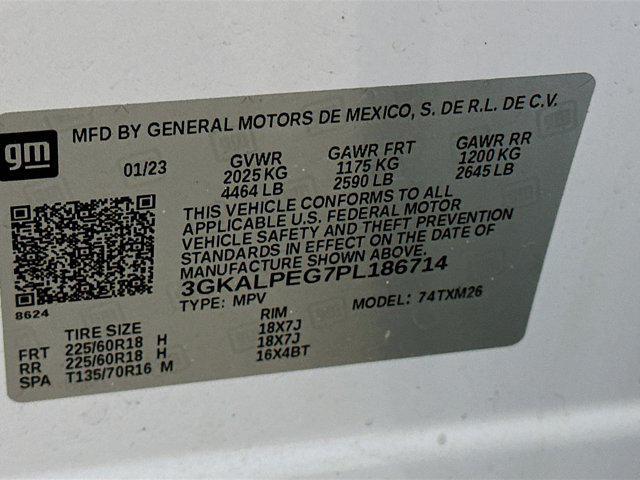 gm
MFD BY GENERAL MOTORS DE MEXICO, S. DE R.L. DE C.V.
01/23 GVWR GAWR FRT GAWR RR
2025 KG 1175 KG 1200 KG
4464 LB 2590 LB 2645 LB
THIS VEHICLE CONFORMS TO ALL
APPLICABLE U.S. FEDERAL MOTOR
VEHICLE SAFETY AND THEFT PREVENTION
STANDARDS IN EFFECT ON THE DATE OF
MANUFACTURE SHOWN ABOVE.
3GKALPEG7PL186714
8624
TYPE: MPV MODEL: 74TXM26
TIRE SIZE RIM
FRT 225/60R18 H 18X7J
RR 225/60R18 H 18X7J
SPA T135/70R16 M 16X4BT